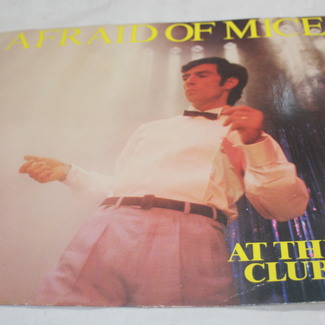 AFRAID OF MICE
AT THE
CLUB